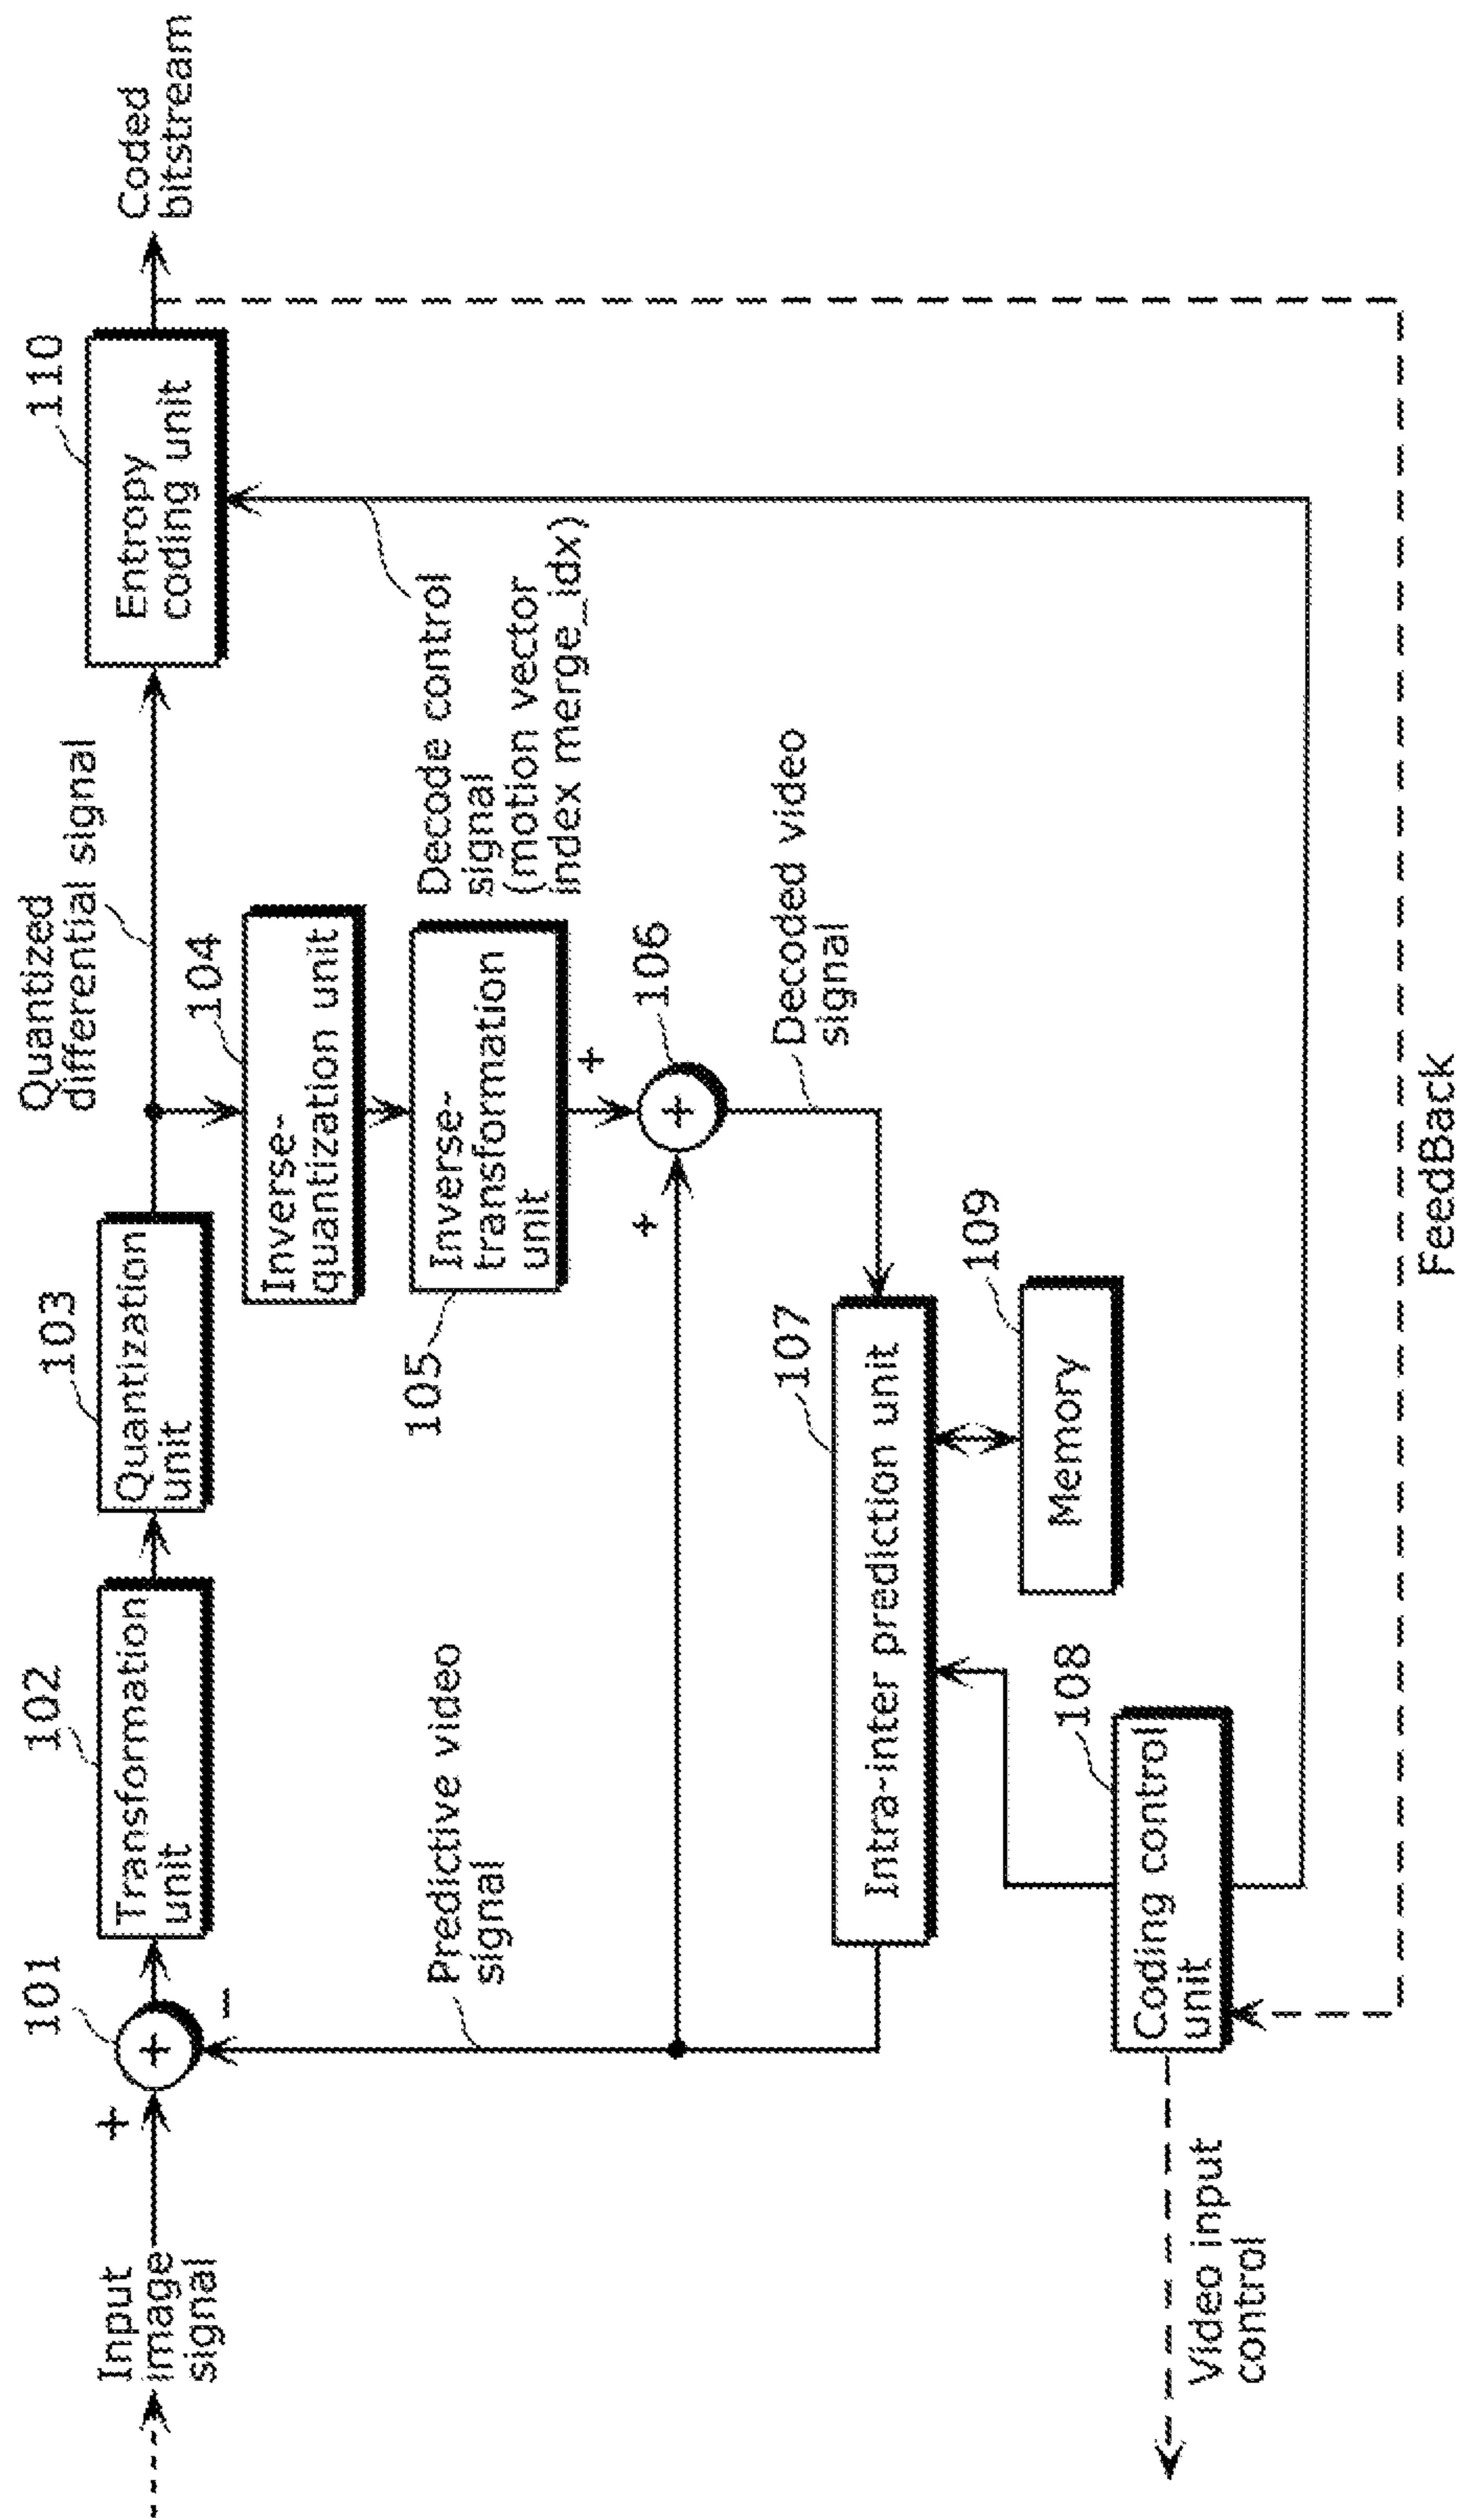 Input
image
signal
+
101
+
-
102
Transformation
unit
103
Quantization
unit
Quantized
differential signal
110
Entropy
coding unit
Coded
bitstream
104
Inverse-
quantization unit
105
Inverse-
transformation
unit
Decode control
signal
(motion vector
index merge_idx)
Predictive video
signal
+
+
+
106
Decoded video
signal
107
Intra-inter prediction unit
109
Memory
108
Coding control
unit
Video input
control
FeedBack